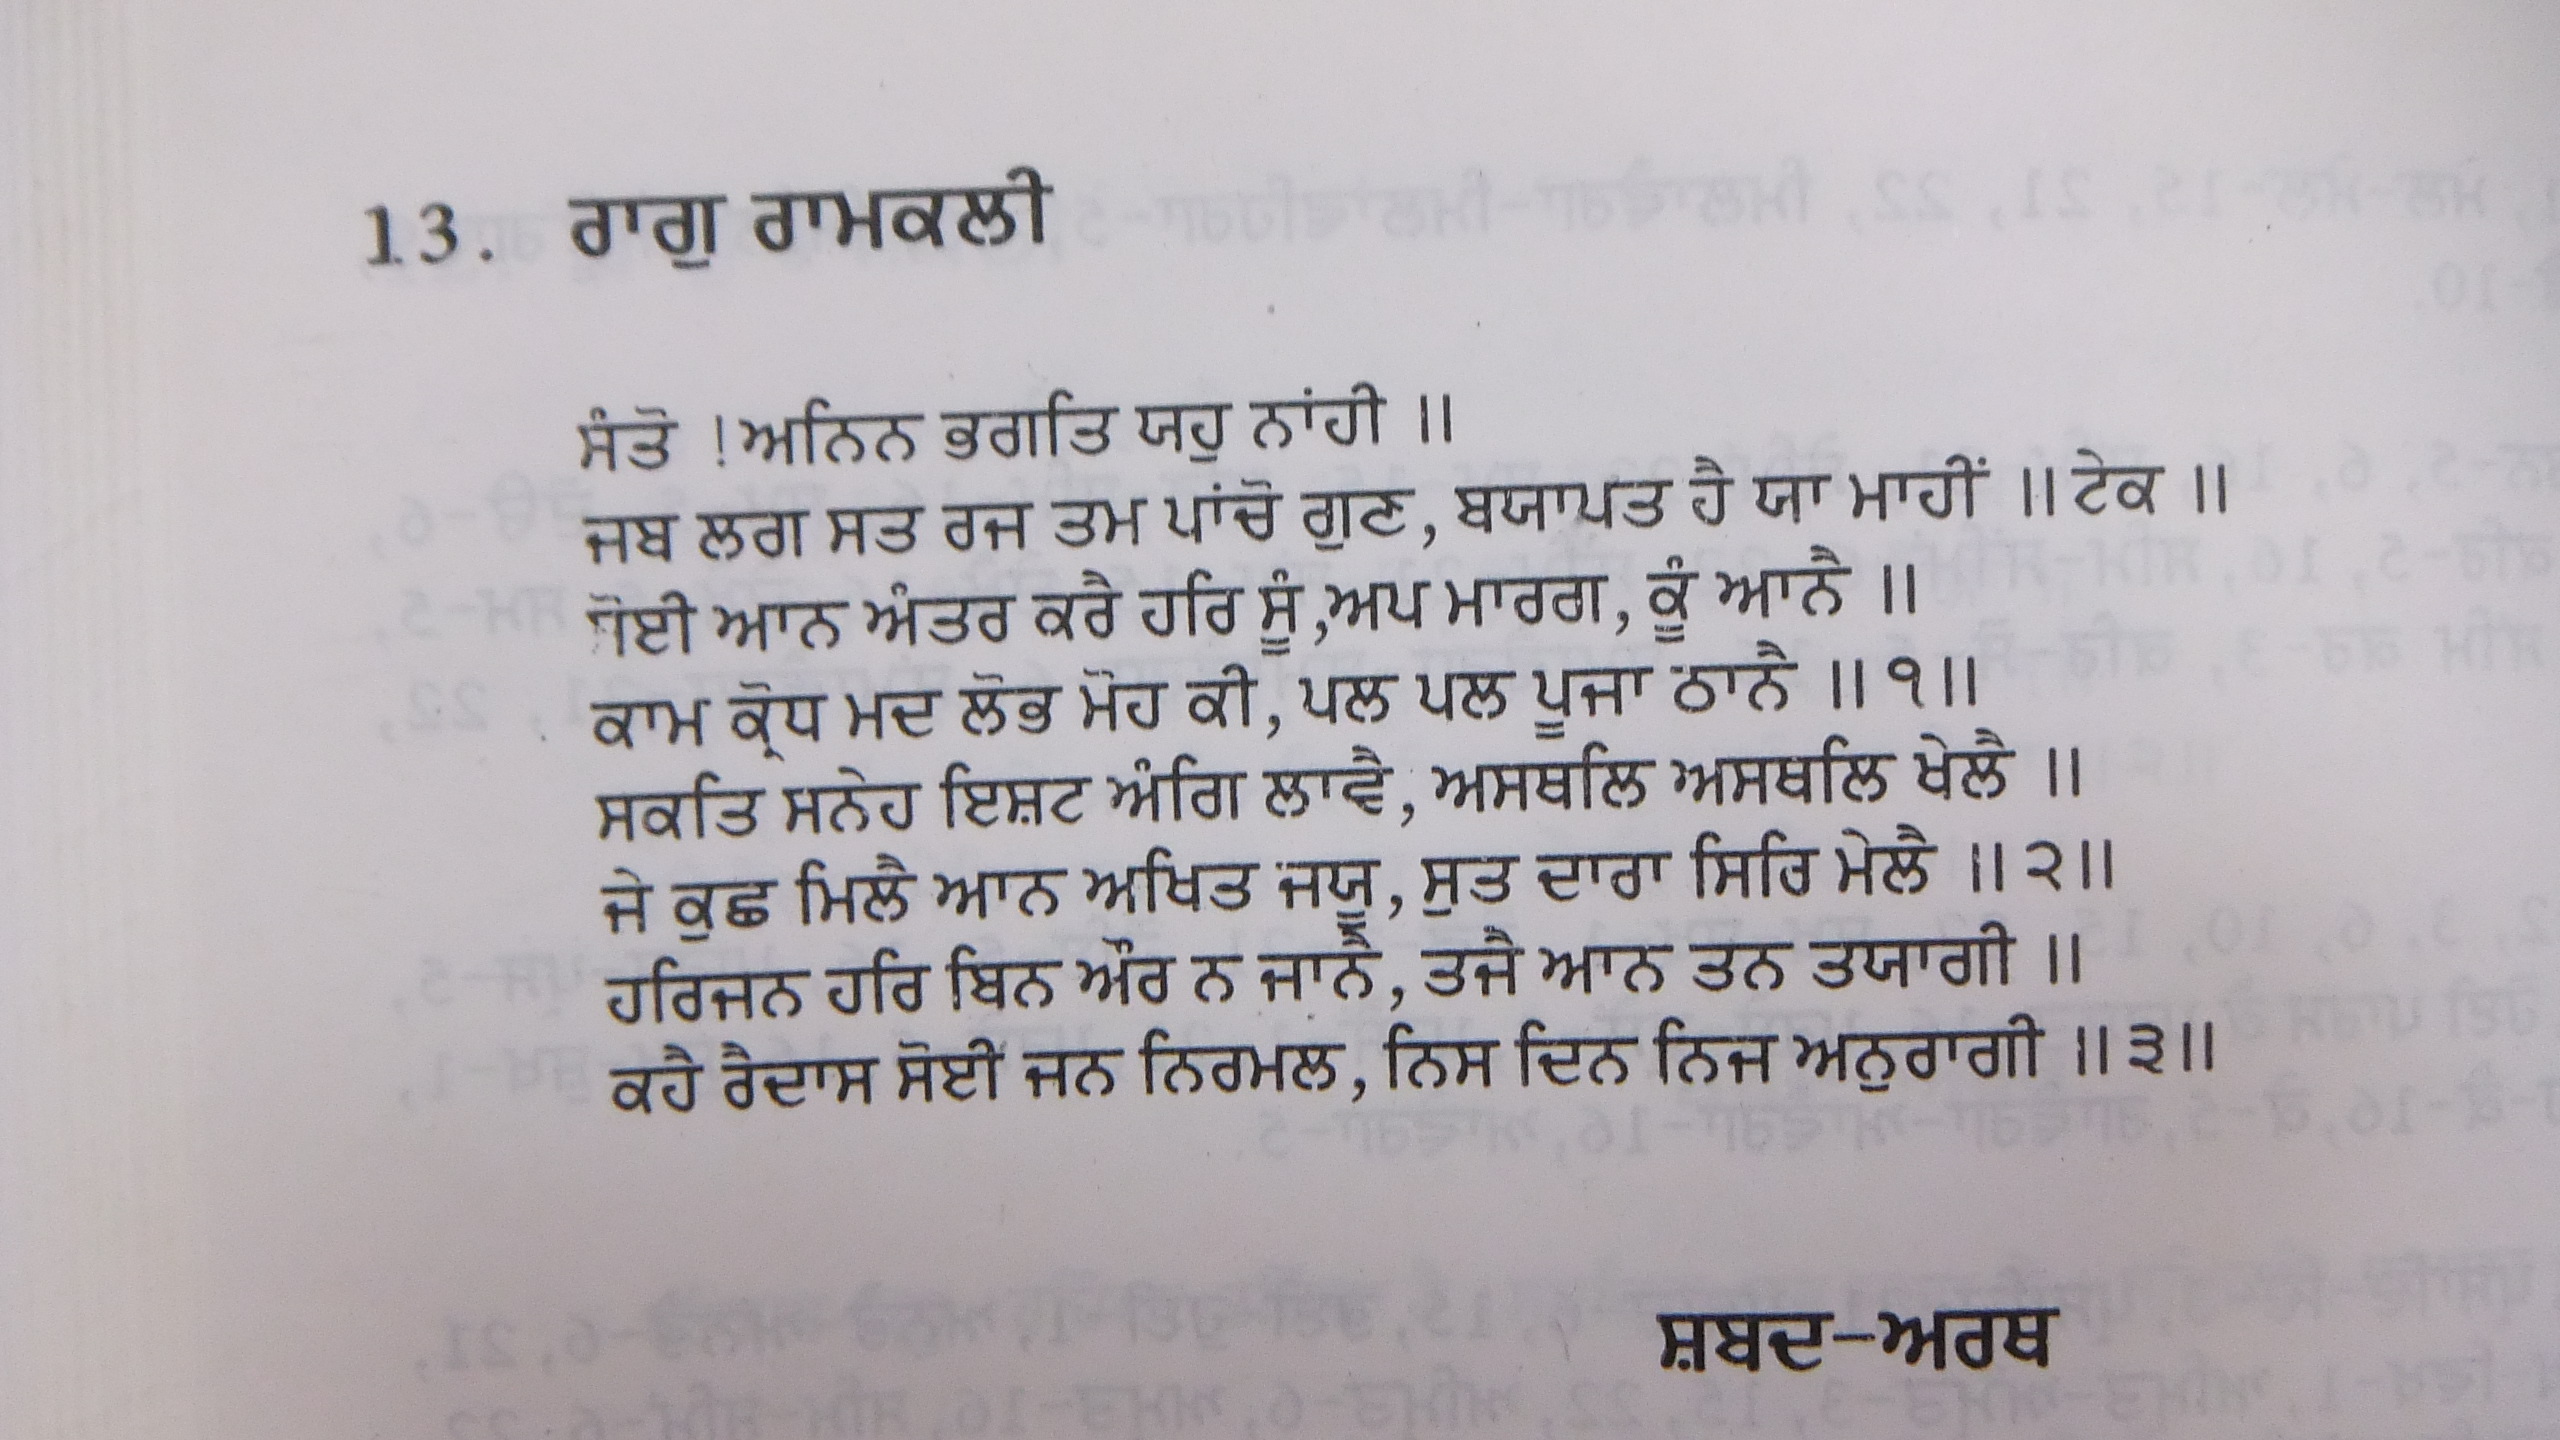 13. ਰਾਗੁ ਰਾਮਕਲੀ
ਸੰਤੋ ! ਅਨਿਨ ਭਗਤਿ ਯਹੁ ਨਾਂਹੀ ॥
ਜਬ ਲਗ ਸਤ ਰਜ ਤਮ ਪਾਂਚੋ ਗੁਣ, ਬਯਾਪਤ ਹੈ ਯਾ ਮਾਹੀਂ ॥ ਟੇਕ ॥
ਜੋਈ ਆਨ ਅੰਤਰ ਕਰੈ ਹਰਿ ਸੂੰ, ਅਪ ਮਾਰਗ, ਕੂੰ ਆਨੈ ॥
ਕਾਮ ਕ੍ਰੋਧ ਮਦ ਲੋਭ ਮੋਹ ਕੀ, ਪਲ ਪਲ ਪੂਜਾ ਠਾਨੈ ॥੧॥
ਸਕਤਿ ਸਨੇਹ ਇਸ਼ਟ ਅੰਗਿ ਲਾਵੈ, ਅਸਥਲਿ ਅਸਥਲਿ ਖੇਲੈ ॥
ਜੇ ਕੁਛ ਮਿਲੈ ਆਨ ਅਖਿਤ ਜਯੂੰ, ਸੁਤ ਦਾਰਾ ਸਿਰਿ ਮੇਲੈ ॥੨॥
ਹਰਿਜਨ ਹਰਿ ਬਿਨ ਔਰ ਨ ਜਾਨੈ, ਤਜੈ ਆਨ ਤਨ ਤਯਾਗੀ ॥
ਕਹੈ ਰੈਦਾਸ ਸੋਈ ਜਨ ਨਿਰਮਲ, ਨਿਸ ਦਿਨ ਨਿਜ ਅਨੁਰਾਗੀ ॥੩॥
ਸ਼ਬਦ-ਅਰਥ